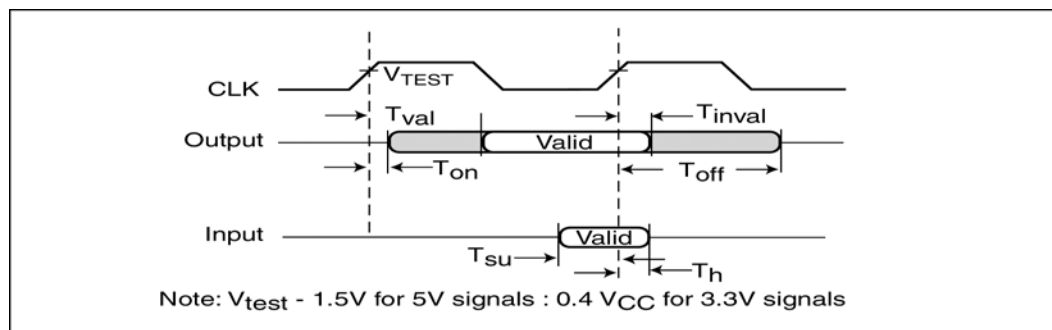 CLK
VTEST
Tval
Tinval
Output
Valid
Ton
Toff
Input
Valid
Tsu
Th
Note: Vtest - 1.5V for 5V signals : 0.4 VCC for 3.3V signals